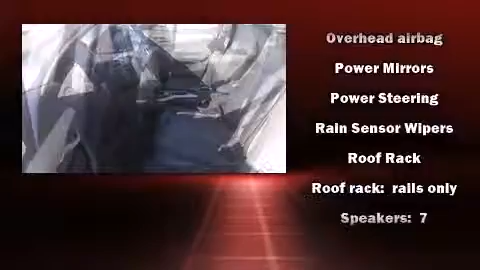 Overhead airbag
Power Mirrors
Power Steering
Rain Sensor Wipers
Roof Rack
Roof rack: rails only
Speakers: 7